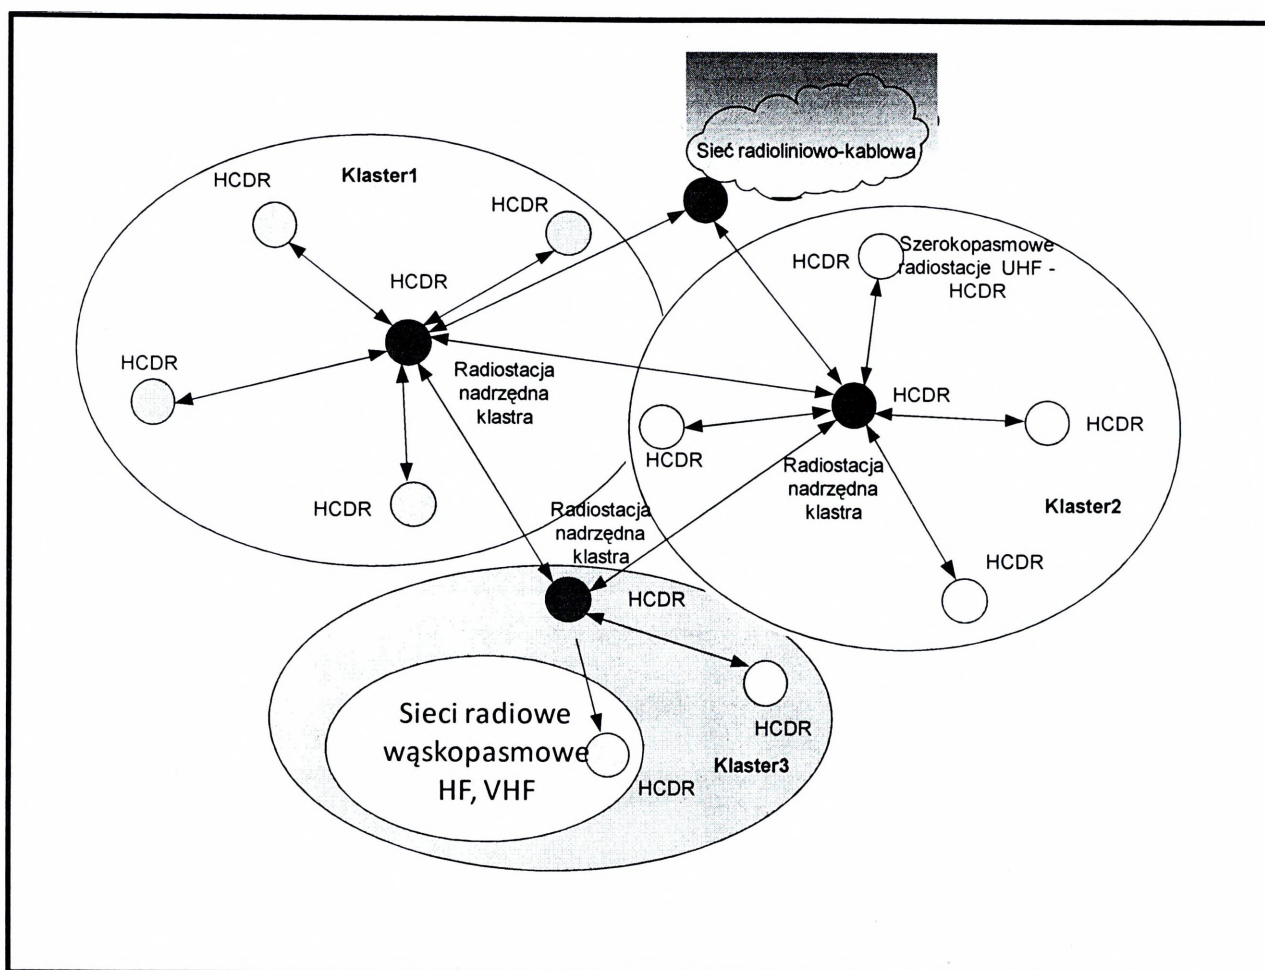 Sieć radioliniowo-kablowa
HCDR
Klaster1
HCDR
HCDR
HCDR
Radiostacja
nadrzędna
klastra
HCDR
HCDR
Szerokopasmowe
radiostacje UHF -
HCDR
HCDR
HCDR
HCDR
Radiostacja
nadrzędna
klastra
HCDR
Klaster2
HCDR
Radiostacja
nadrzędna
klastra
HCDR
HCDR
Klaster3
Sieci radiowe
wąskopasmowe
HF, VHF
HCDR